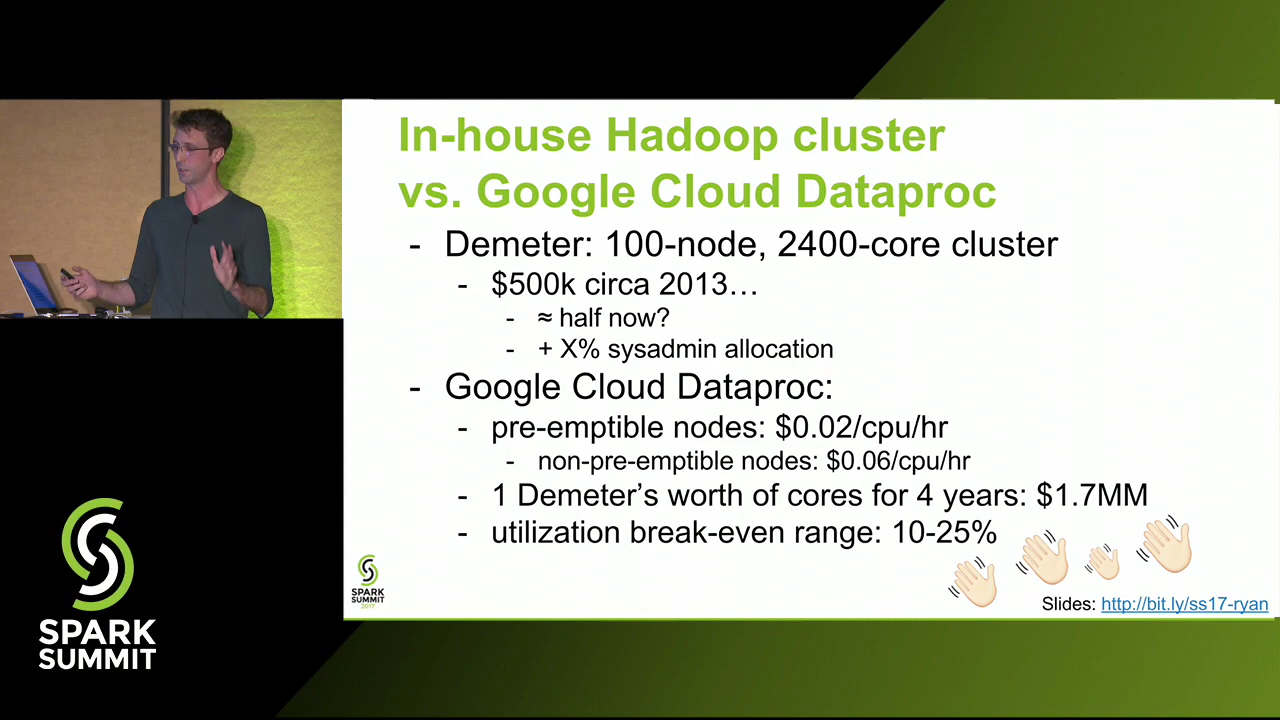 In-house Hadoop cluster
vs. Google Cloud Dataproc
- Demeter: 100-node, 2400-core cluster
- $500k circa 2013…
- ≈ half now?
- + X% sysadmin allocation
- Google Cloud Dataproc:
- pre-emptible nodes: $0.02/cpu/hr
- non-pre-emptible nodes: $0.06/cpu/hr
- 1 Demeter’s worth of cores for 4 years: $1.7MM
- utilization break-even range: 10-25%
SPARK
SUMMIT
2017
Slides: http://bit.ly/ss17-ryan
SPARK
SUMMIT